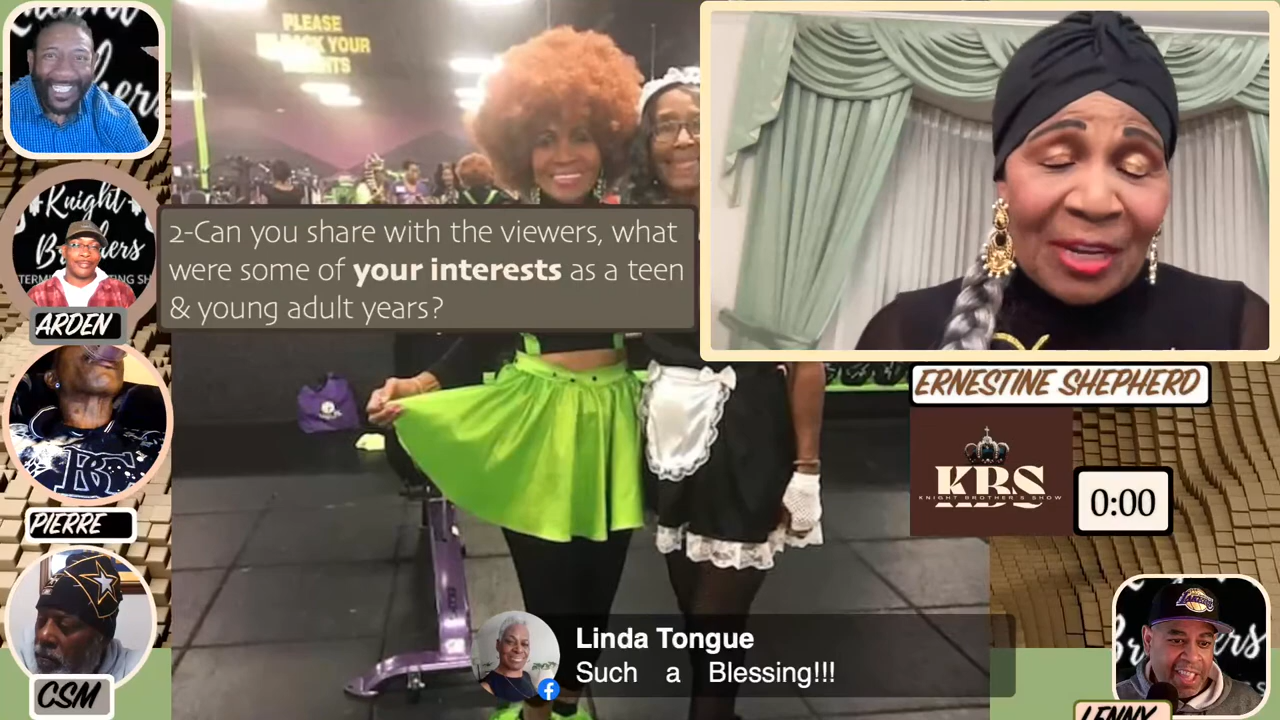 PLEASE
YOUR
Knight
Brothers
2-Can you share with the viewers, what
were some of your interests as a teen
& young adult years?
ARDEN
PIERRE
CSM
ERNESTINE SHEPHERD
KBS
KNIGHT BROTHER'S SHOW
0:00
Linda Tongue
Such a Blessing!!!
LENNY